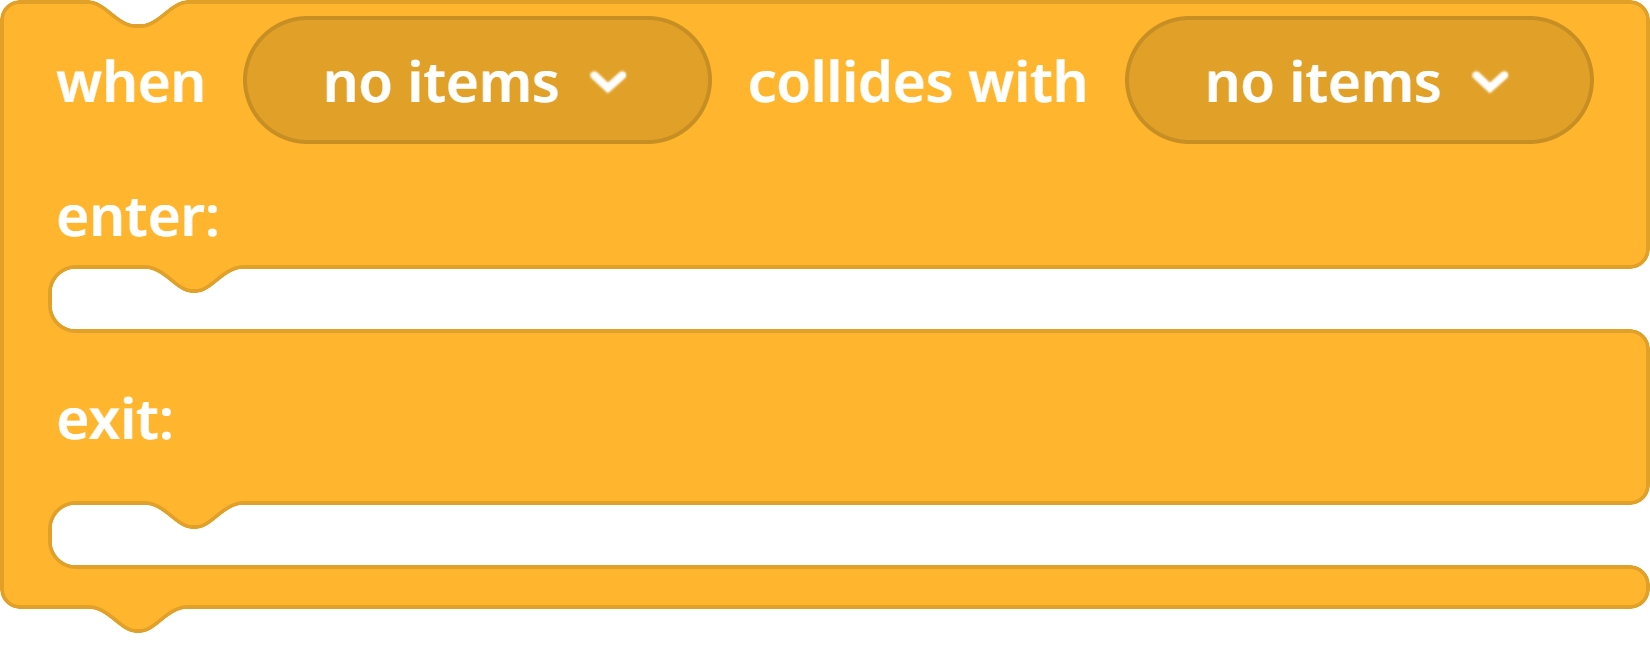 when no items collides with no items
enter:
exit: